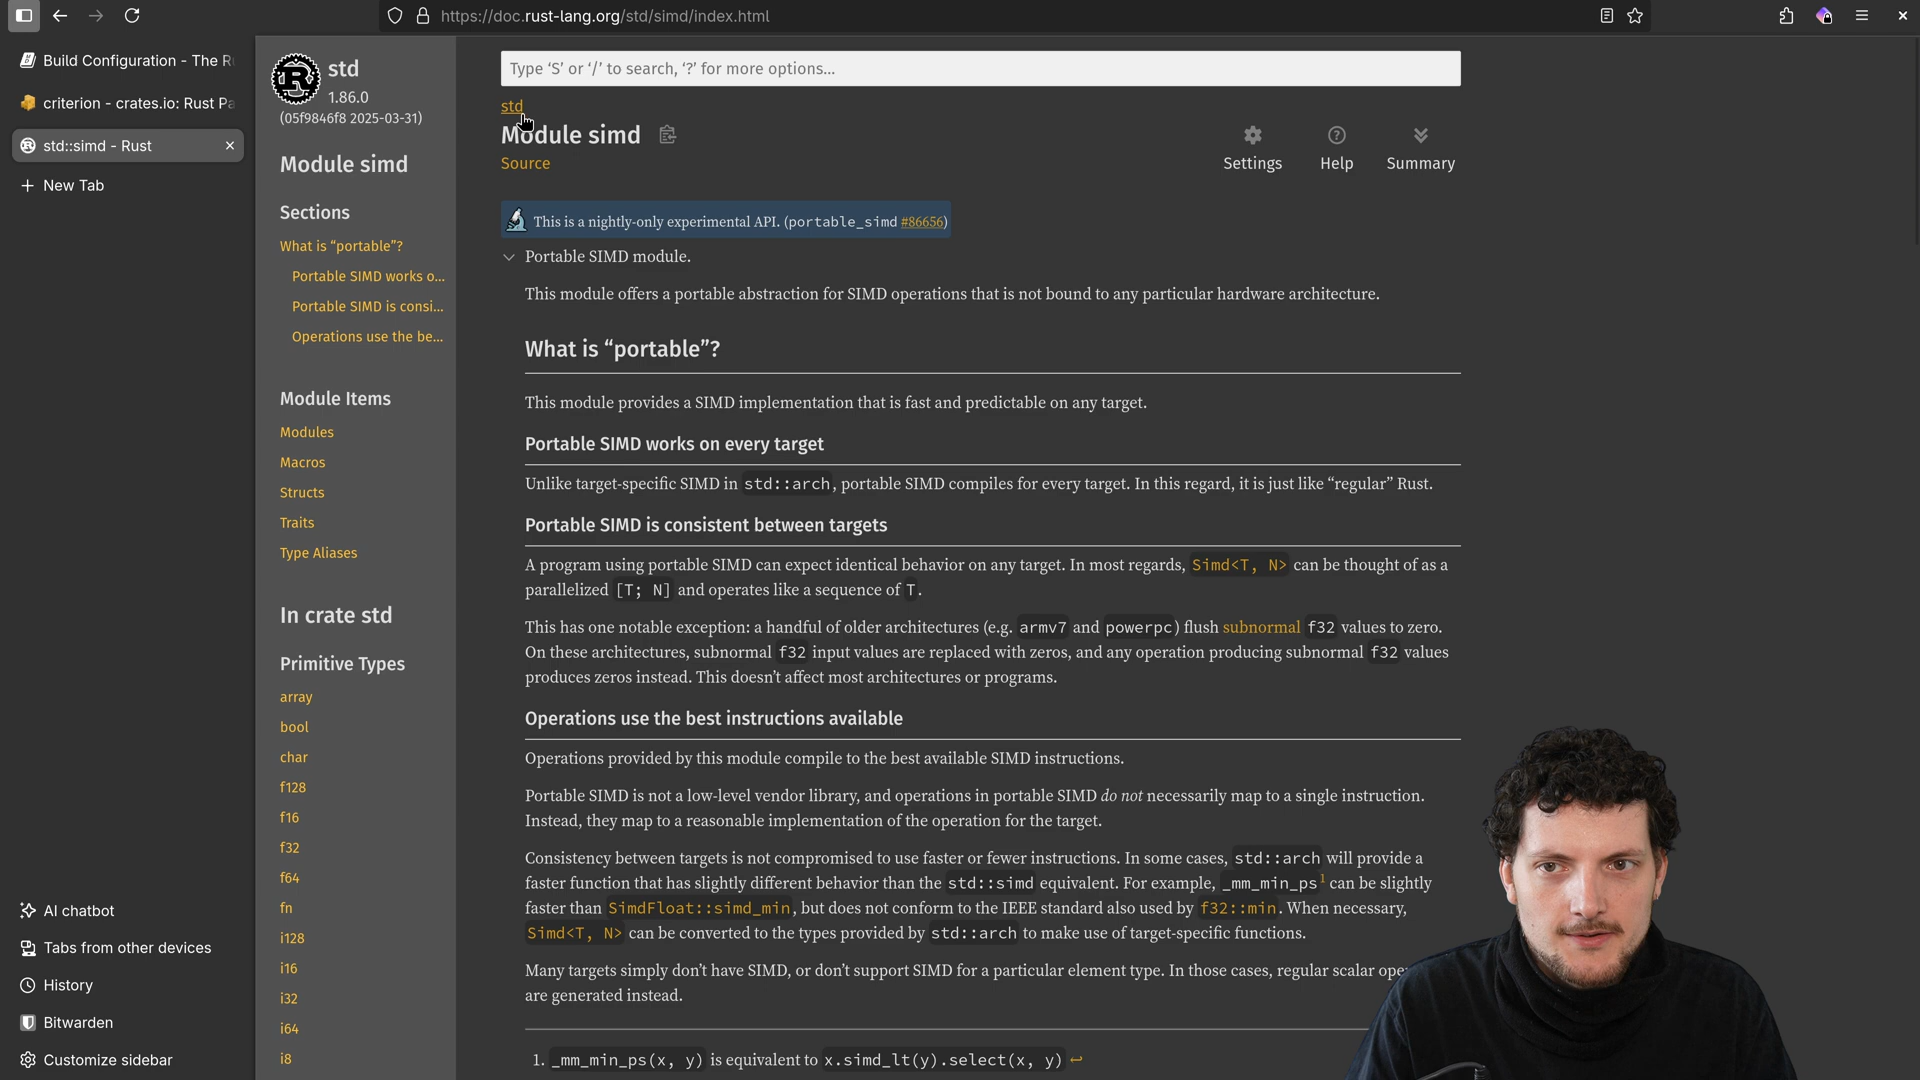 https://doc.rust-lang.org/std/simd/index.html
Build Configuration - The R
criterion - crates.io: Rust Pa
std::simd - Rust
New Tab
AI chatbot
Tabs from other devices
History
Bitwarden
Customize sidebar
std
1.86.0
(05f9846f8 2025-03-31)
Module simd
Sections
What is “portable”?
Portable SIMD works o...
Portable SIMD is consi...
Operations use the be...
Module Items
Modules
Macros
Structs
Traits
Type Aliases
In crate std
Primitive Types
array
bool
char
f128
f16
f32
f64
fn
i128
i16
i32
i64
i8
Type ‘S’ or ‘/’ to search, ‘?’ for more options…
std
Module simd
Source
Settings
Help
Summary
This is a nightly-only experimental API. (portable_simd #86656)
Portable SIMD module.
This module offers a portable abstraction for SIMD operations that is not bound to any particular hardware architecture.
What is “portable”?
This module provides a SIMD implementation that is fast and predictable on any target.
Portable SIMD works on every target
Unlike target-specific SIMD in std::arch, portable SIMD compiles for every target. In this regard, it is just like “regular” Rust.
Portable SIMD is consistent between targets
A program using portable SIMD can expect identical behavior on any target. In most regards, Simd<T, N> can be thought of as a
parallelized [T; N] and operates like a sequence of T.
This has one notable exception: a handful of older architectures (e.g. armv7 and powerpc) flush subnormal f32 values to zero.
On these architectures, subnormal f32 input values are replaced with zeros, and any operation producing subnormal f32 values
produces zeros instead. This doesn’t affect most architectures or programs.
Operations use the best instructions available
Operations provided by this module compile to the best available SIMD instructions.
Portable SIMD is not a low-level vendor library, and operations in portable SIMD do not necessarily map to a single instruction.
Instead, they map to a reasonable implementation of the operation for the target.
Consistency between targets is not compromised to use faster or fewer instructions. In some cases, std::arch will provide a
faster function that has slightly different behavior than the std::simd equivalent. For example, _mm_min_ps1 can be slightly
faster than SimdFloat::simd_min, but does not conform to the IEEE standard also used by f32::min. When necessary,
Simd<T, N> can be converted to the types provided by std::arch to make use of target-specific functions.
Many targets simply don’t have SIMD, or don’t support SIMD for a particular element type. In those cases, regular scalar ope
are generated instead.
1. _mm_min_ps(x, y) is equivalent to x.simd_lt(y).select(x, y) ↩